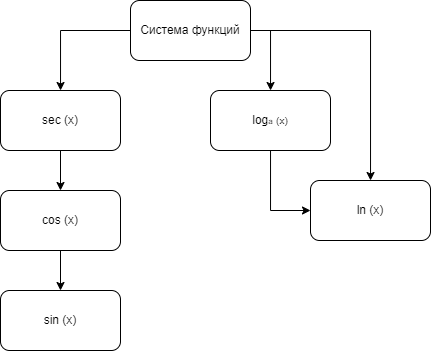 Система функций
sec (x)
logₐ (x)
cos (x)
ln (x)
sin (x)